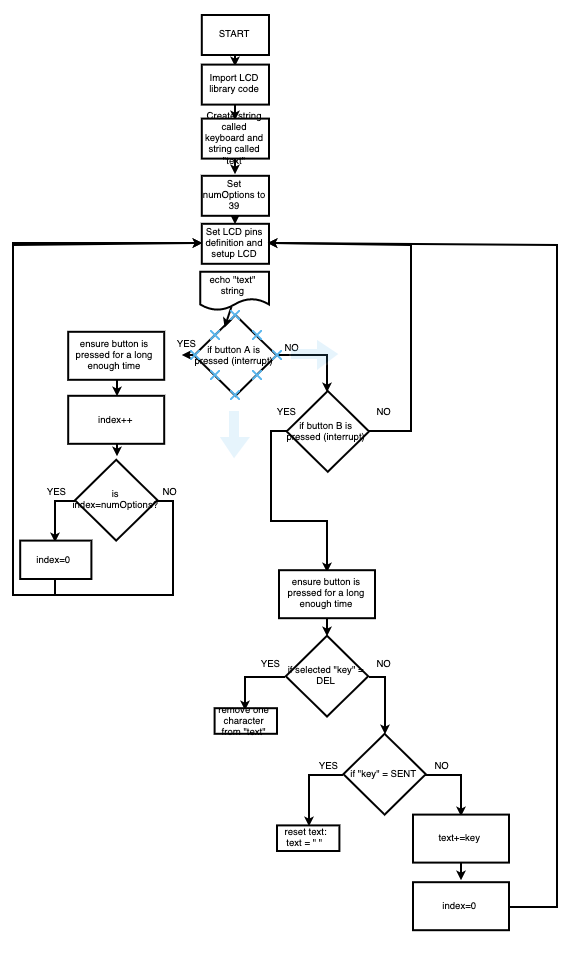 START
Import LCD
library code
Create string
called
keyboard and
string called
"text"
Set
numOptions to
39
Set LCD pins
definition and
setup LCD
echo "text"
string
YES
if button A is
pressed (interrupt)
NO
ensure button is
pressed for a long
enough time
index++
YES
if button B is
pressed (interrupt)
NO
YES
is
index=numOptions?
NO
index=0
ensure button is
pressed for a long
enough time
YES
if selected "key" =
DEL
NO
remove one
character
from "text"
YES
if "key" = SENT
NO
reset text:
text = " "
text+=key
index=0